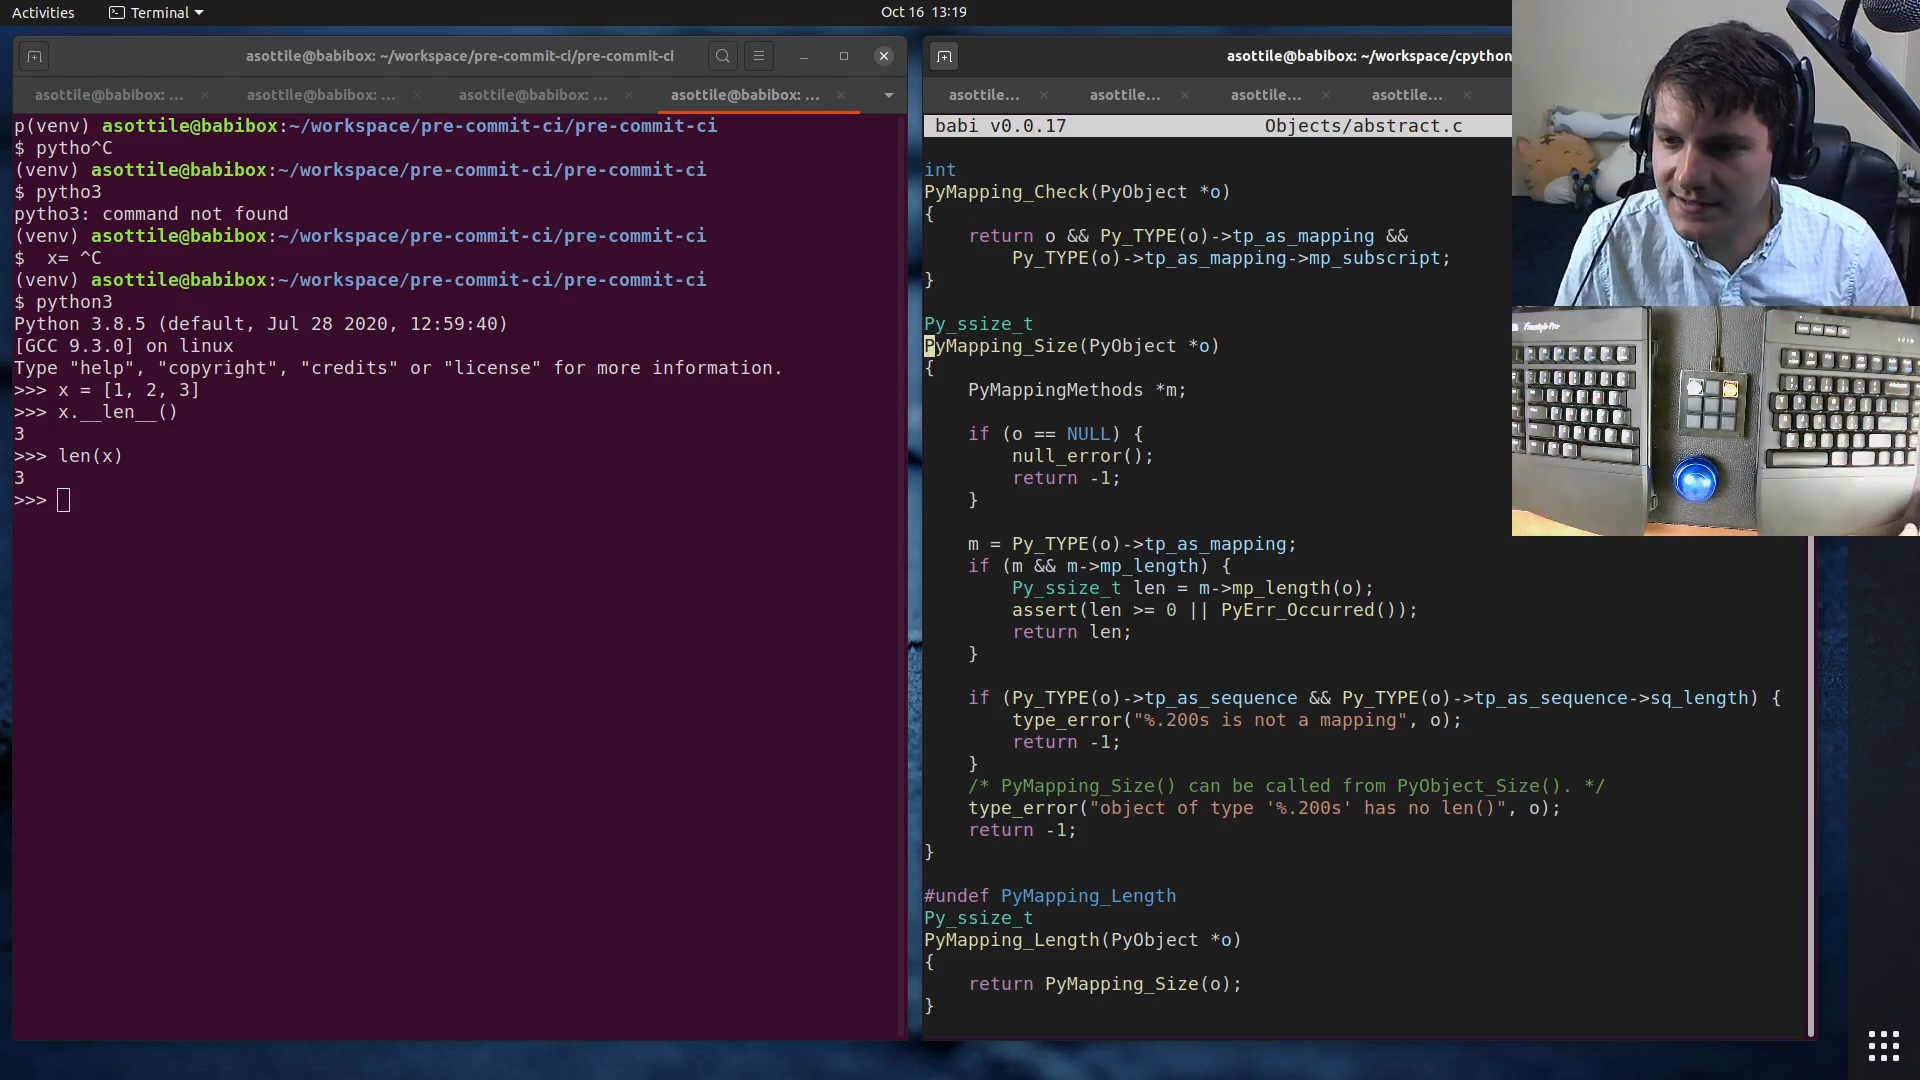 Activities
Terminal
Oct 16 13:19
asottile@babibox: ~/workspace/pre-commit-ci/pre-commit-ci
asottile@babibox: ...
asottile@babibox: ...
asottile@babibox: ...
asottile@babibox: ...
p(venv) asottile@babibox:~/workspace/pre-commit-ci/pre-commit-ci
$ pytho^C
(venv) asottile@babibox:~/workspace/pre-commit-ci/pre-commit-ci
$ pytho3
pytho3: command not found
(venv) asottile@babibox:~/workspace/pre-commit-ci/pre-commit-ci
$  x= ^C
(venv) asottile@babibox:~/workspace/pre-commit-ci/pre-commit-ci
$ python3
Python 3.8.5 (default, Jul 28 2020, 12:59:40)
[GCC 9.3.0] on linux
Type "help", "copyright", "credits" or "license" for more information.
>>> x = [1, 2, 3]
>>> x.__len__()
3
>>> len(x)
3
>>>
asottile@babibox: ~/workspace/cpython
asottile...
asottile...
asottile...
asottile...
babi v0.0.17
Objects/abstract.c
int
PyMapping_Check(PyObject *o)
{
    return o && Py_TYPE(o)->tp_as_mapping &&
        Py_TYPE(o)->tp_as_mapping->mp_subscript;
}
Py_ssize_t
PyMapping_Size(PyObject *o)
{
    PyMappingMethods *m;
    if (o == NULL) {
        null_error();
        return -1;
    }
    m = Py_TYPE(o)->tp_as_mapping;
    if (m && m->mp_length) {
        Py_ssize_t len = m->mp_length(o);
        assert(len >= 0 || PyErr_Occurred());
        return len;
    }
    if (Py_TYPE(o)->tp_as_sequence && Py_TYPE(o)->tp_as_sequence->sq_length) {
        type_error("%.200s is not a mapping", o);
        return -1;
    }
    /* PyMapping_Size() can be called from PyObject_Size(). */
    type_error("object of type '%.200s' has no len()", o);
    return -1;
}
#undef PyMapping_Length
Py_ssize_t
PyMapping_Length(PyObject *o)
{
    return PyMapping_Size(o);
}
Freestyle Pro